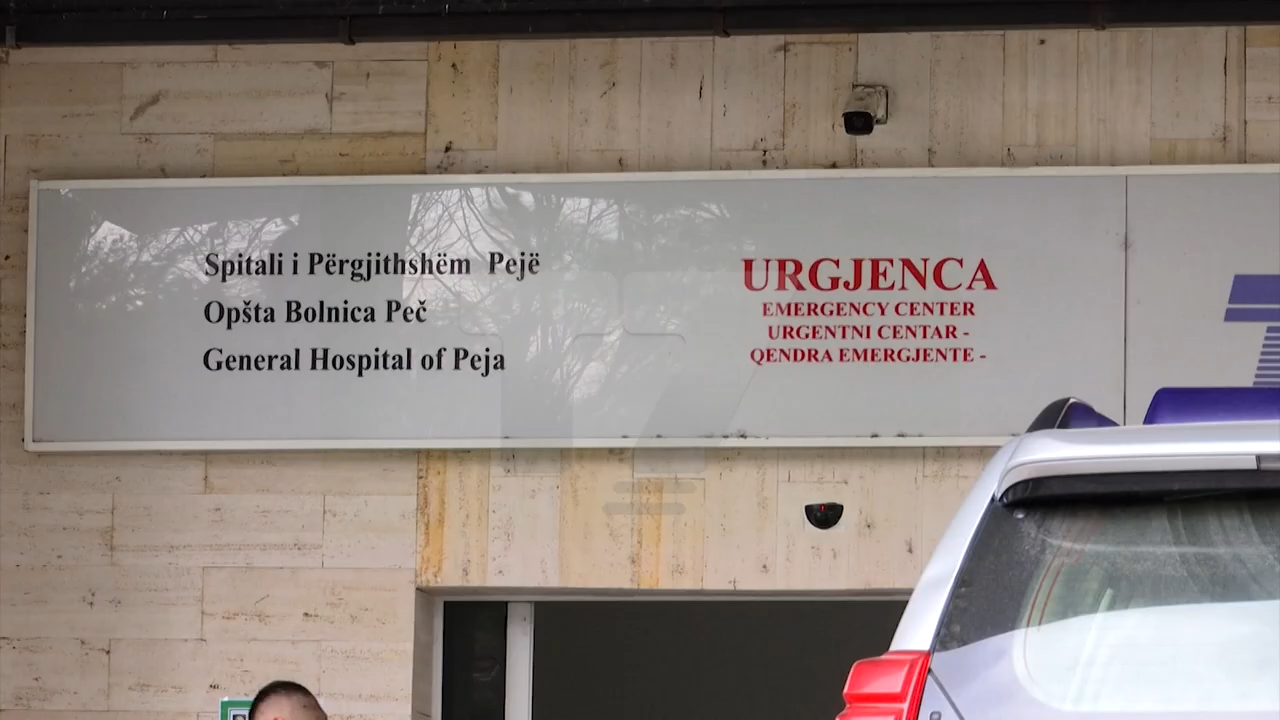 Spitali i Përgjithshëm Pejë
Opšta Bolnica Peč
General Hospital of Peja
URGJENCA
EMERGENCY CENTER
URGENTNI CENTAR -
QENDRA EMERGJENTE -